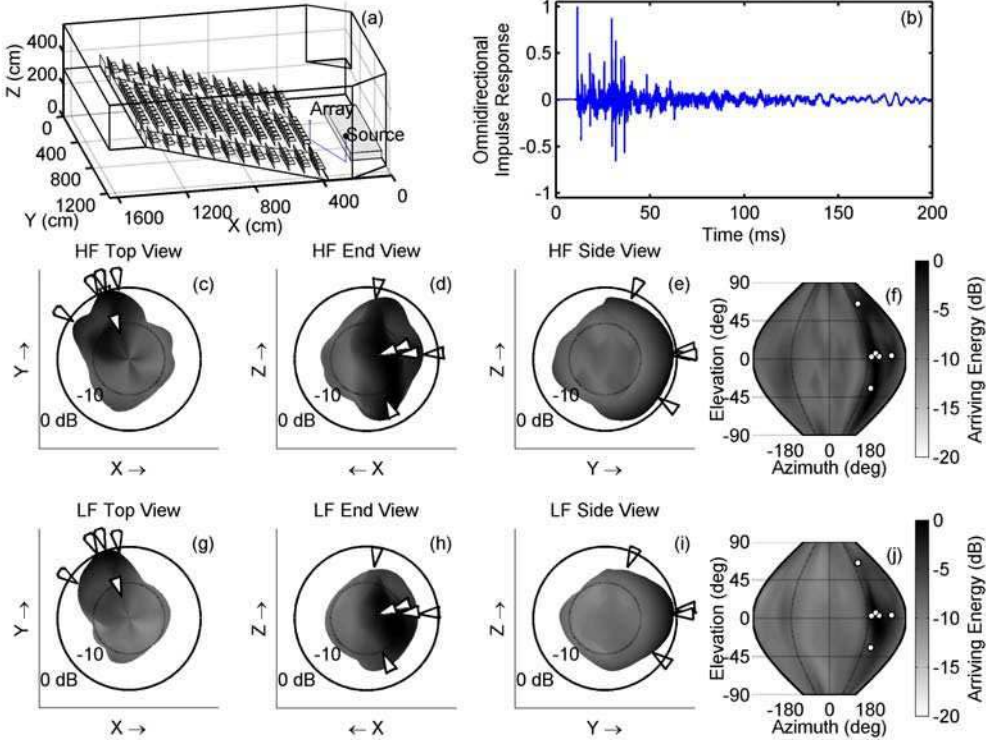 (a)
400
200
0
Z (cm)
0
400
800
1200
Y (cm)
1600
1200
800
400
0
X (cm)
Array
Source
(b)
1
0.5
0
-0.5
-1
Omnidirectional
Impulse Response
0
50
100
150
200
Time (ms)
HF Top View
(c)
Y →
-10
0 dB
X →
HF End View
(d)
Z →
-10
0 dB
← X
HF Side View
(e)
Z →
-10
0 dB
Y →
(f)
90
45
0
-45
-90
Elevation (deg)
-180
0
180
Azimuth (deg)
0
-5
-10
-15
-20
Arriving Energy (dB)
LF Top View
(g)
Y →
-10
0 dB
X →
LF End View
(h)
Z →
-10
0 dB
← X
LF Side View
(i)
Z →
-10
0 dB
Y →
(j)
90
45
0
-45
-90
Elevation (deg)
-180
0
180
Azimuth (deg)
0
-5
-10
-15
-20
Arriving Energy (dB)